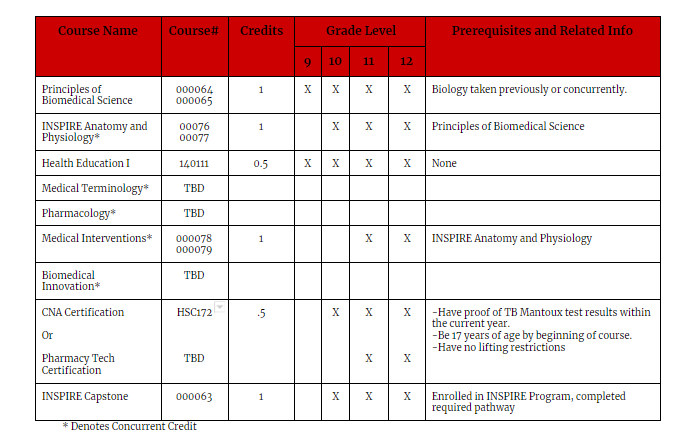 Course Name Course# Credits Grade Level Prerequisites and Related Info
9 10 11 12
Principles of 000064 1 X X X X Biology taken previously or concurrently.
Biomedical Science 000065
INSPIRE Anatomy and 00076 1 X X X Principles of Biomedical Science
Physiology* 00077
Health Education I 140111 0.5 X X X X None
Medical Terminology* TBD
Pharmacology* TBD
Medical Interventions* 000078 1 X X INSPIRE Anatomy and Physiology
000079
Biomedical TBD
Innovation*
CNA Certification HSC172 .5 X X X -Have proof of TB Mantoux test results within
the current year.
Or -Be 17 years of age by beginning of course.
-Have no lifting restrictions
Pharmacy Tech TBD X X
Certification
INSPIRE Capstone 000063 1 X X X Enrolled in INSPIRE Program, completed
required pathway
* Denotes Concurrent Credit